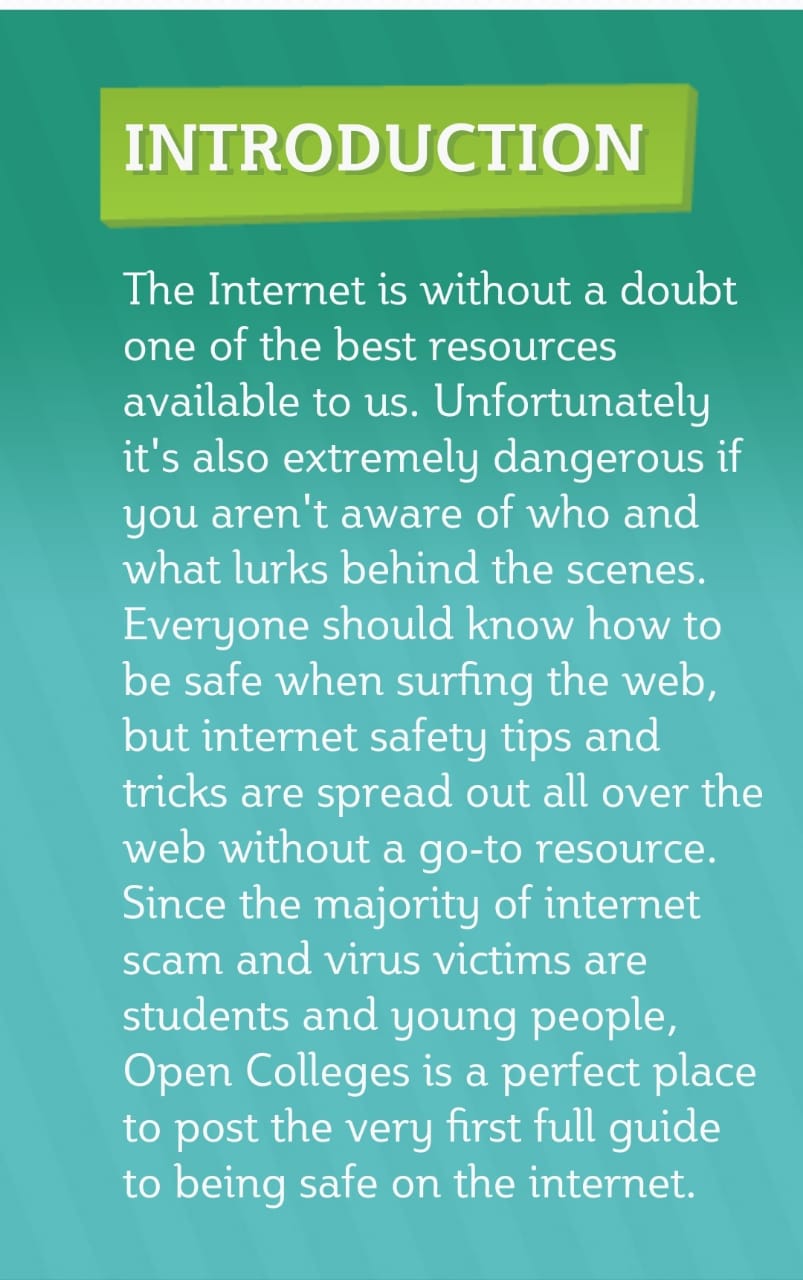 INTRODUCTION
The Internet is without a doubt
one of the best resources
available to us. Unfortunately
it's also extremely dangerous if
you aren't aware of who and
what lurks behind the scenes.
Everyone should know how to
be safe when surfing the web,
but internet safety tips and
tricks are spread out all over the
web without a go-to resource.
Since the majority of internet
scam and virus victims are
students and young people,
Open Colleges is a perfect place
to post the very first full guide
to being safe on the internet.